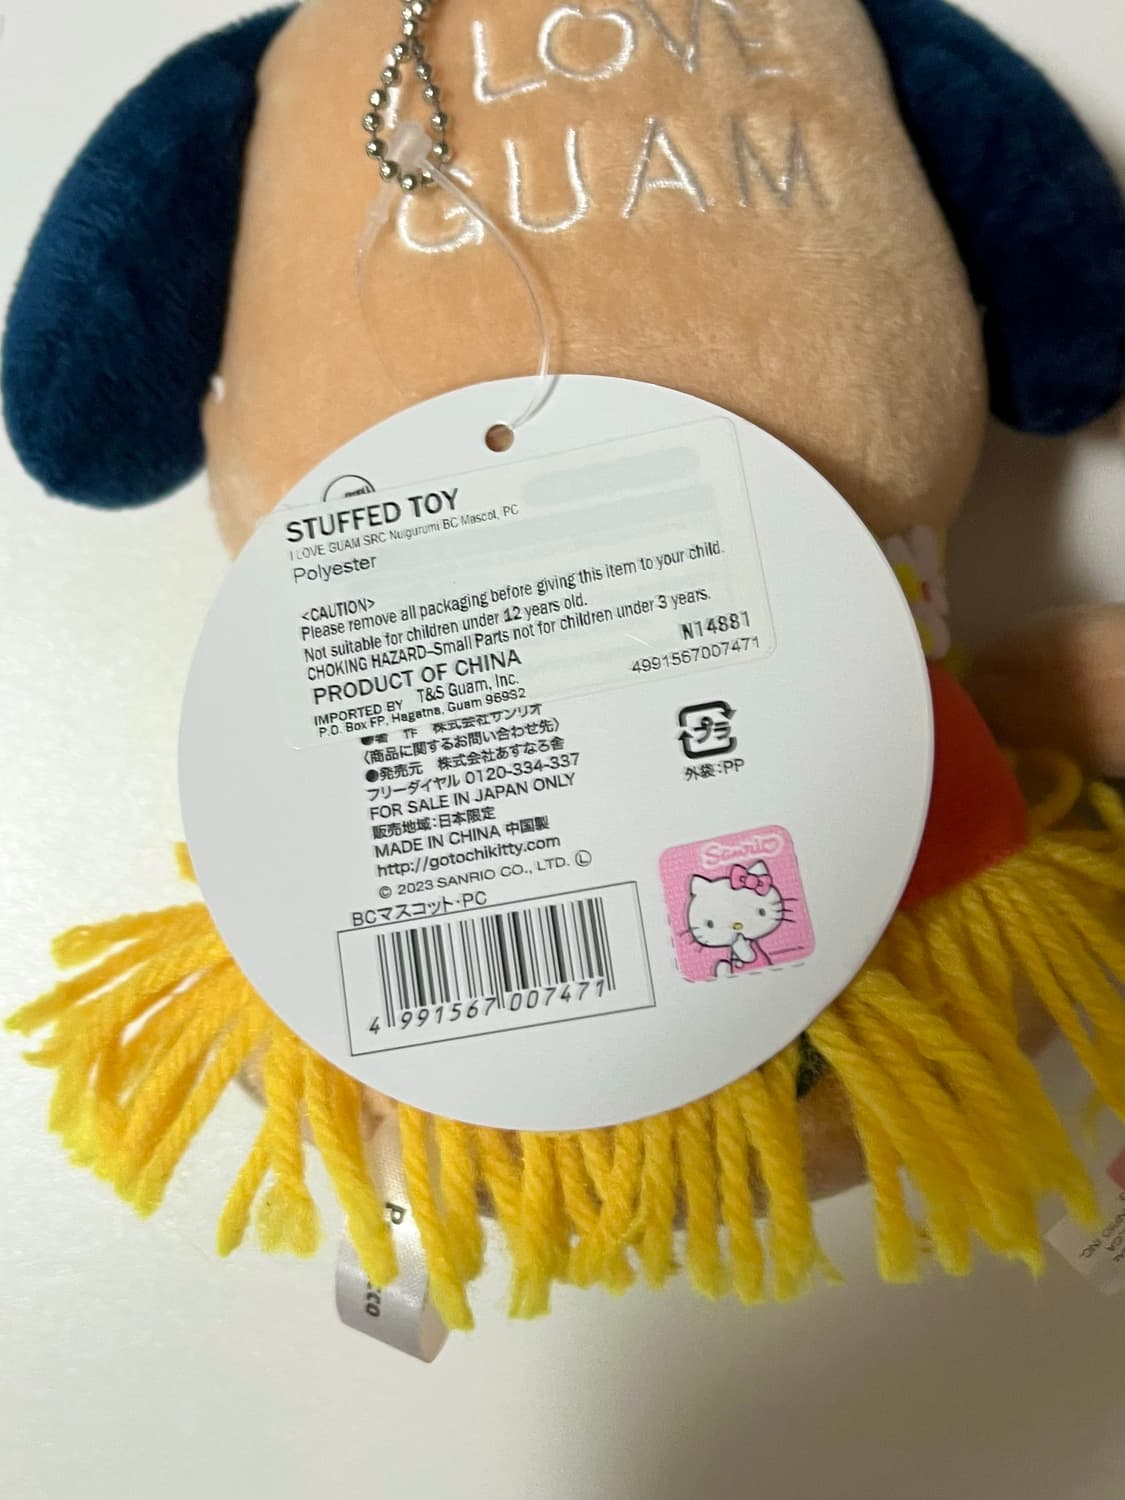 LOVE
GUAM
STUFFED TOY
I LOVE GUAM SRC Nuigurumi BC Mascot, PC
Polyester
<CAUTION>
Please remove all packaging before giving this item to your child.
Not suitable for children under 12 years old.
CHOKING HAZARD-Small Parts not for children under 3 years.
PRODUCT OF CHINA
N14881
IMPORTED BY T&S Guam, Inc.
4991567007471
P.O. Box FP, Hagatna, Guam 96932
●著 作 株式会社サンリオ
〈商品に関するお問い合わせ先〉
●発売元 株式会社あすなろ舎
フリーダイヤル 0120-334-337
FOR SALE IN JAPAN ONLY
販売地域:日本限定
MADE IN CHINA 中国製
http://gotochikitty.com
© 2023 SANRIO CO., LTD. Ⓛ
BCマスコット・PC
4 991567 007471
プラ
外袋:PP
Sanrio